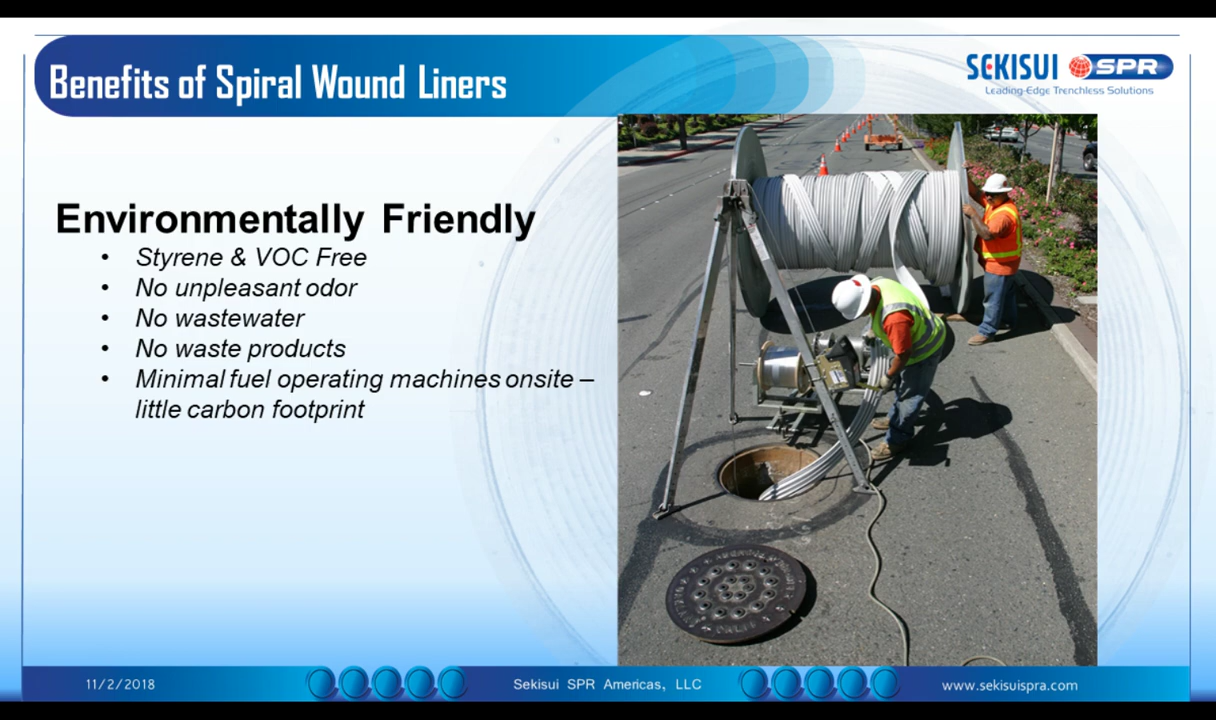 Benefits of Spiral Wound Liners
SEKISUI SPR
Leading-Edge Trenchless Solutions
Environmentally Friendly
• Styrene & VOC Free
• No unpleasant odor
• No wastewater
• No waste products
• Minimal fuel operating machines onsite –
little carbon footprint
11/2/2018
Sekisui SPR Americas, LLC
www.sekisuispra.com